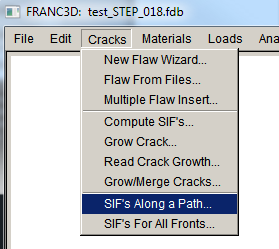 FRANC3D: test_STEP_018.fdb
File Edit Cracks Materials Loads
New Flaw Wizard...
Flaw From Files...
Multiple Flaw Insert...
Compute SIF's...
Grow Crack...
Read Crack Growth...
Grow/Merge Cracks...
SIF's Along a Path...
SIF's For All Fronts...